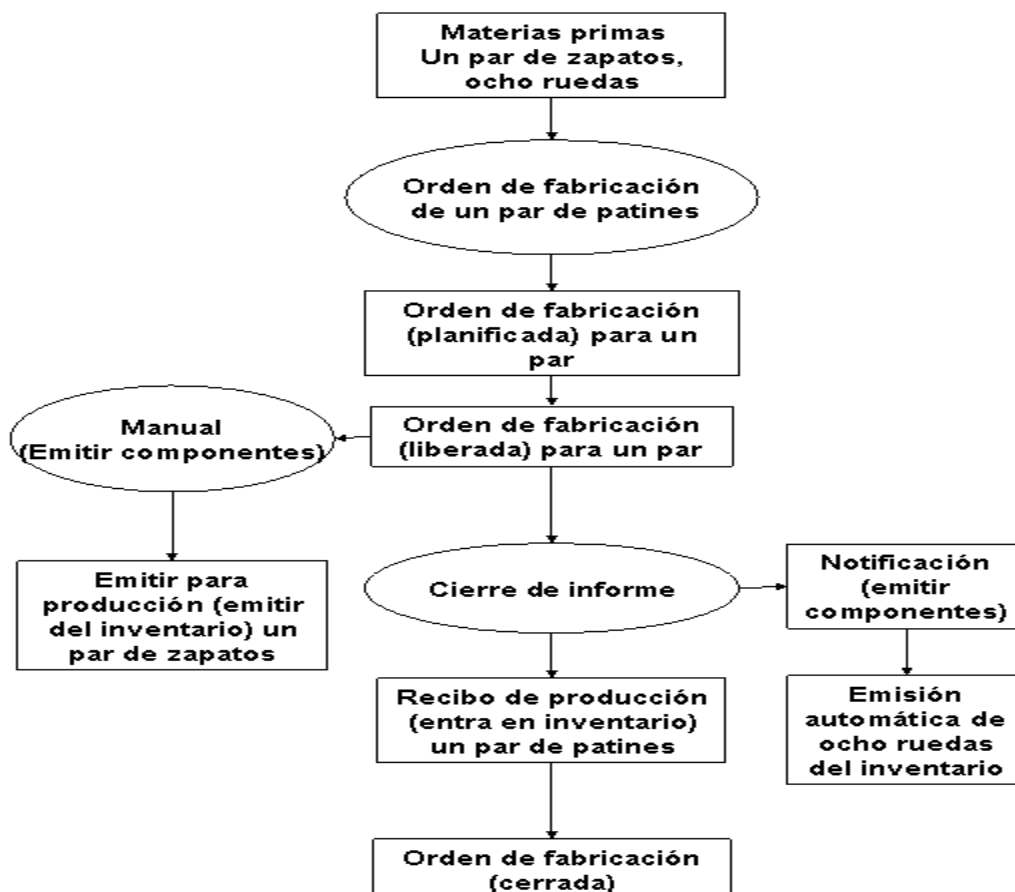 Materias primas
Un par de zapatos,
ocho ruedas
Orden de fabricación
de un par de patines
Orden de fabricación
(planificada) para un
par
Orden de fabricación
(liberada) para un par
Manual
(Emitir componentes)
Emitir para
producción (emitir
del inventario) un
par de zapatos
Cierre de informe
Notificación
(emitir
componentes)
Emisión
automática de
ocho ruedas
del inventario
Recibo de producción
(entra en inventario)
un par de patines
Orden de fabricación
(cerrada)